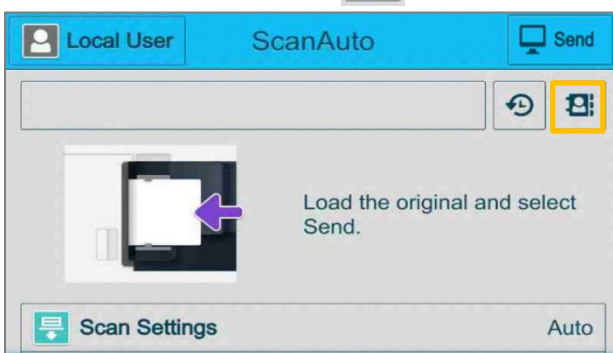 Local User
ScanAuto
Send
Load the original and select
Send.
Scan Settings
Auto